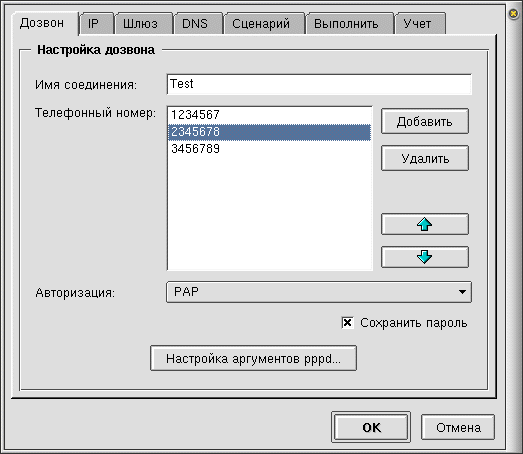 Дозвон IP Шлюз DNS Сценарий Выполнить Учет
Настройка дозвона
Имя соединения: Test
Телефонный номер: 1234567
2345678
3456789
Добавить
Удалить
Авторизация: PAP
Сохранить пароль
Настройка аргументов pppd...
OK Отмена